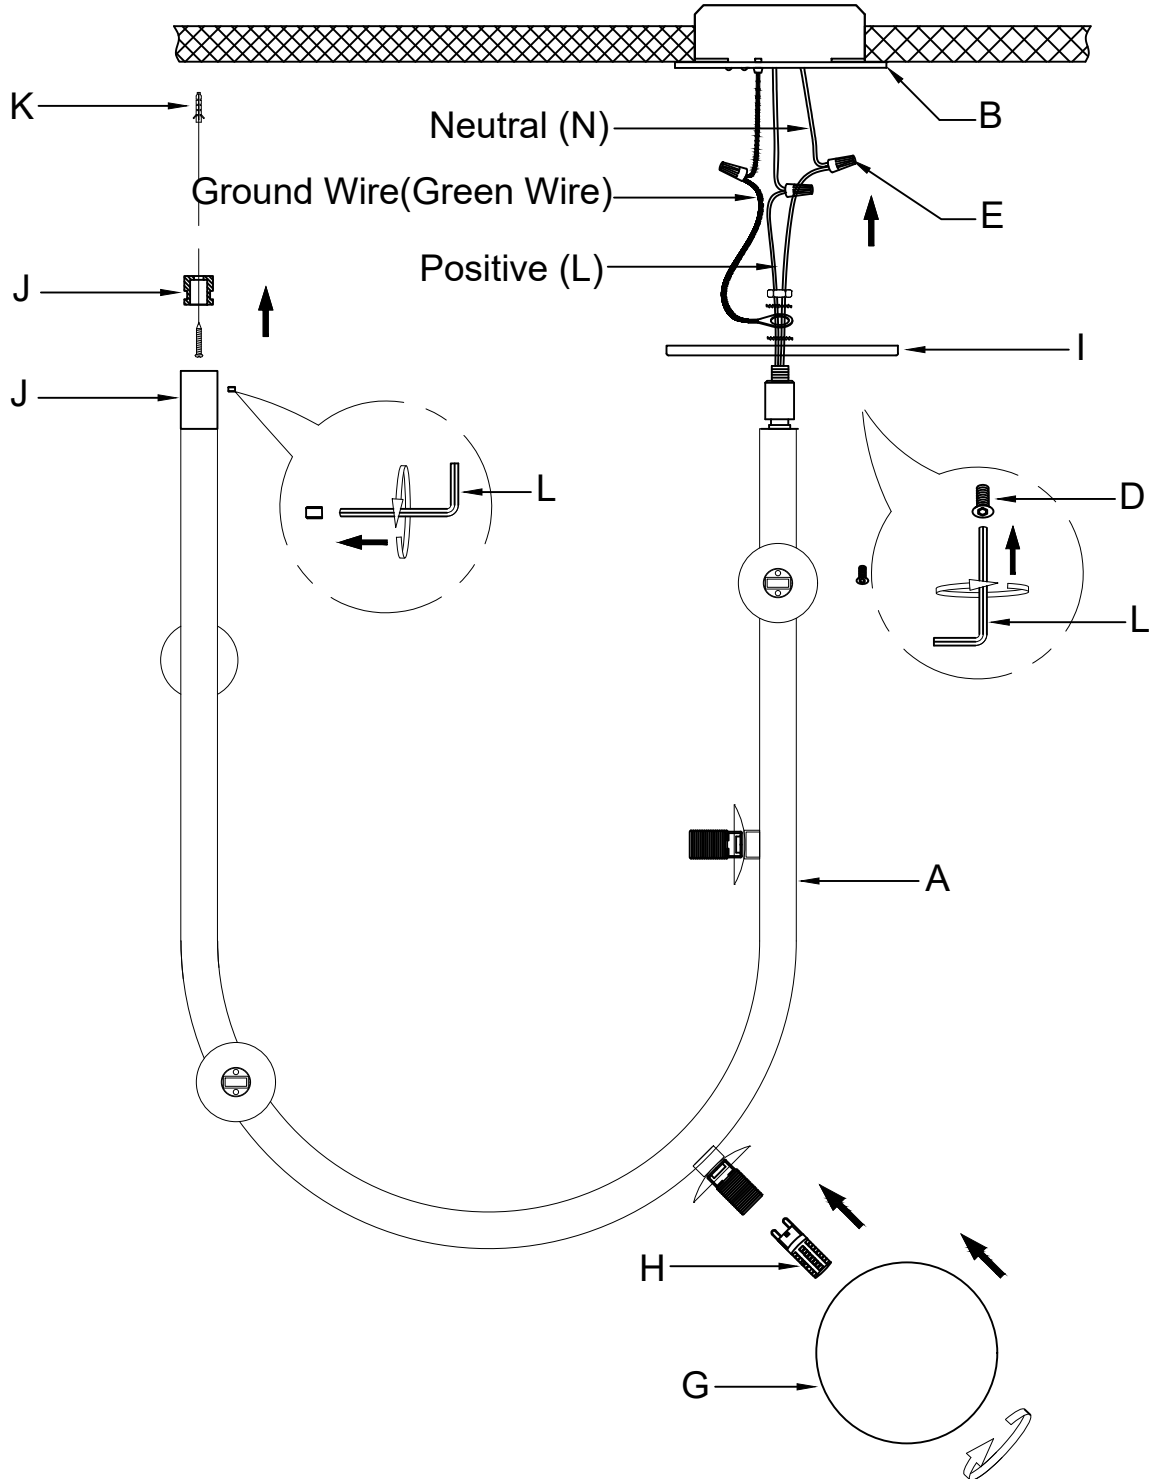 K
B
Neutral (N)
Ground Wire(Green Wire)
E
Positive (L)
J
I
J
L
D
L
A
H
G